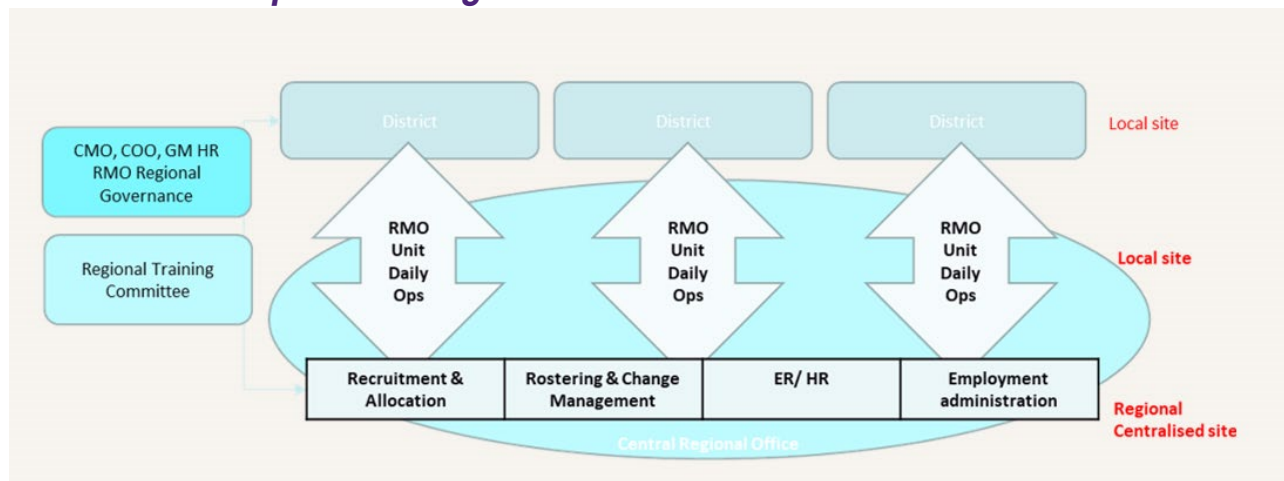 District
District
District
Local site
CMO, COO, GM HR
RMO Regional
Governance
Regional Training
Committee
RMO
Unit
Daily
Ops
RMO
Unit
Daily
Ops
RMO
Unit
Daily
Ops
Local site
Recruitment &
Allocation
Rostering & Change
Management
ER/ HR
Employment
administration
Regional
Centralised site
Central Regional Office